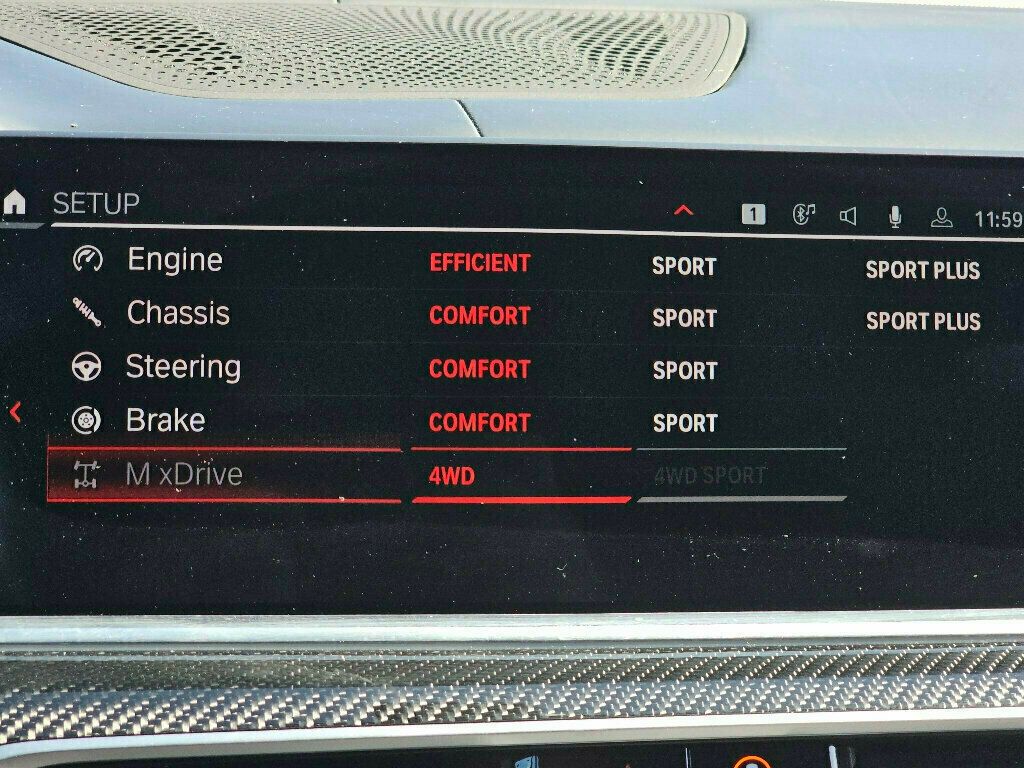 SETUP 1 11:59
Engine EFFICIENT SPORT SPORT PLUS
Chassis COMFORT SPORT SPORT PLUS
Steering COMFORT SPORT
Brake COMFORT SPORT
M xDrive 4WD 4WD SPORT